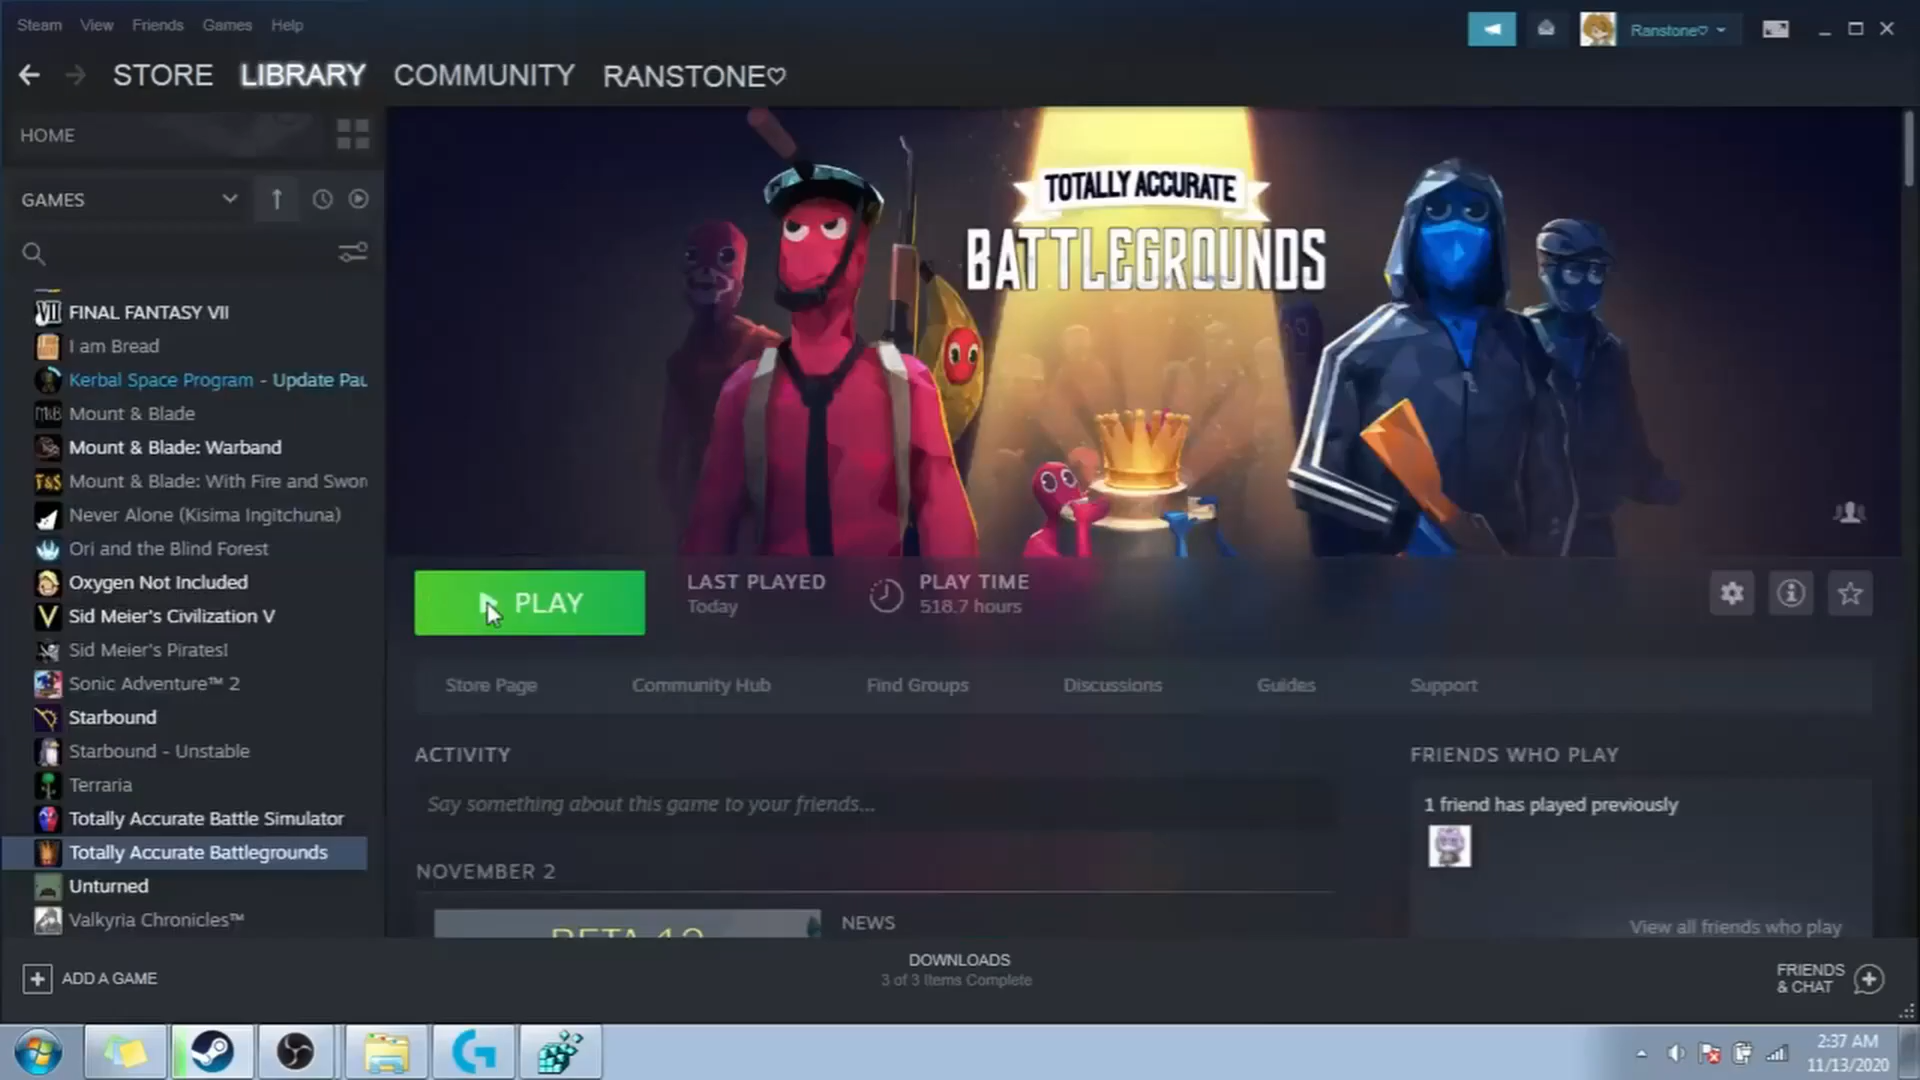 Steam View Friends Games Help
Ranstone♡
STORE LIBRARY COMMUNITY RANSTONE♡
HOME
GAMES
TOTALLY ACCURATE
BATTLEGROUNDS
VII FINAL FANTASY VII
I am Bread
Kerbal Space Program - Update Pau
M&B Mount & Blade
Mount & Blade: Warband
F&S Mount & Blade: With Fire and Swor
Never Alone (Kisima Ingitchuna)
Ori and the Blind Forest
Oxygen Not Included
Sid Meier's Civilization V
Sid Meier's Pirates!
Sonic Adventure™ 2
Starbound
Starbound - Unstable
Terraria
Totally Accurate Battle Simulator
Totally Accurate Battlegrounds
Unturned
Valkyria Chronicles™
PLAY
LAST PLAYED
Today
PLAY TIME
518.7 hours
Store Page Community Hub Find Groups Discussions Guides Support
ACTIVITY
Say something about this game to your friends...
NOVEMBER 2
NEWS
FRIENDS WHO PLAY
1 friend has played previously
View all friends who play
ADD A GAME
DOWNLOADS
3 of 3 Items Complete
FRIENDS
& CHAT
2:37 AM
11/13/2020